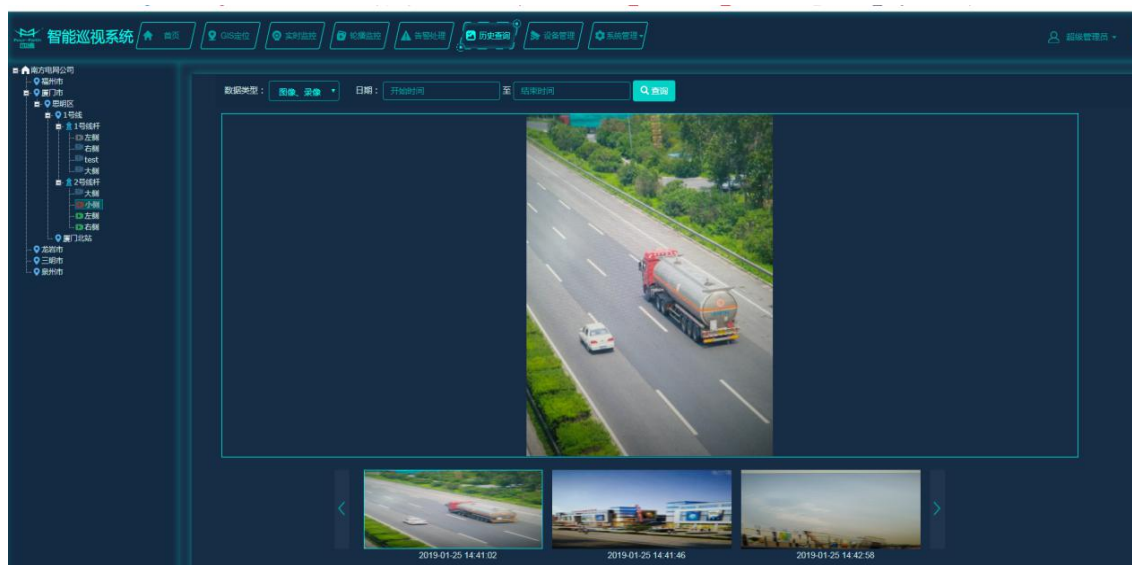 智能巡视系统
首页
GIS定位
实时监控
轮播监控
告警处理
历史查询
设备管理
系统管理
超级管理员
南方电网公司
福州市
厦门市
思明区
1号线
1号线杆
左侧
右侧
test
大侧
2号线杆
大侧
小侧
左侧
右侧
厦门北站
龙岩市
三明市
泉州市
数据类型： 图像、录像 日期： 开始时间 至 结束时间 查询
2019-01-25 14:41:02
2019-01-25 14:41:46
2019-01-25 14:42:58